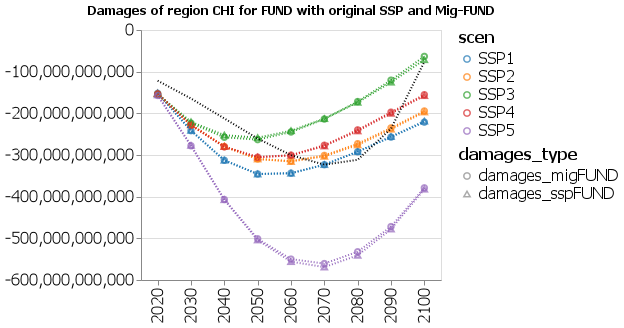 Damages of region CHI for FUND with original SSP and Mig-FUND
0
-100,000,000,000
-200,000,000,000
-300,000,000,000
-400,000,000,000
-500,000,000,000
-600,000,000,000
2020
2030
2040
2050
2060
2070
2080
2090
2100
scen
SSP1
SSP2
SSP3
SSP4
SSP5
damages_type
damages_migFUND
damages_sspFUND